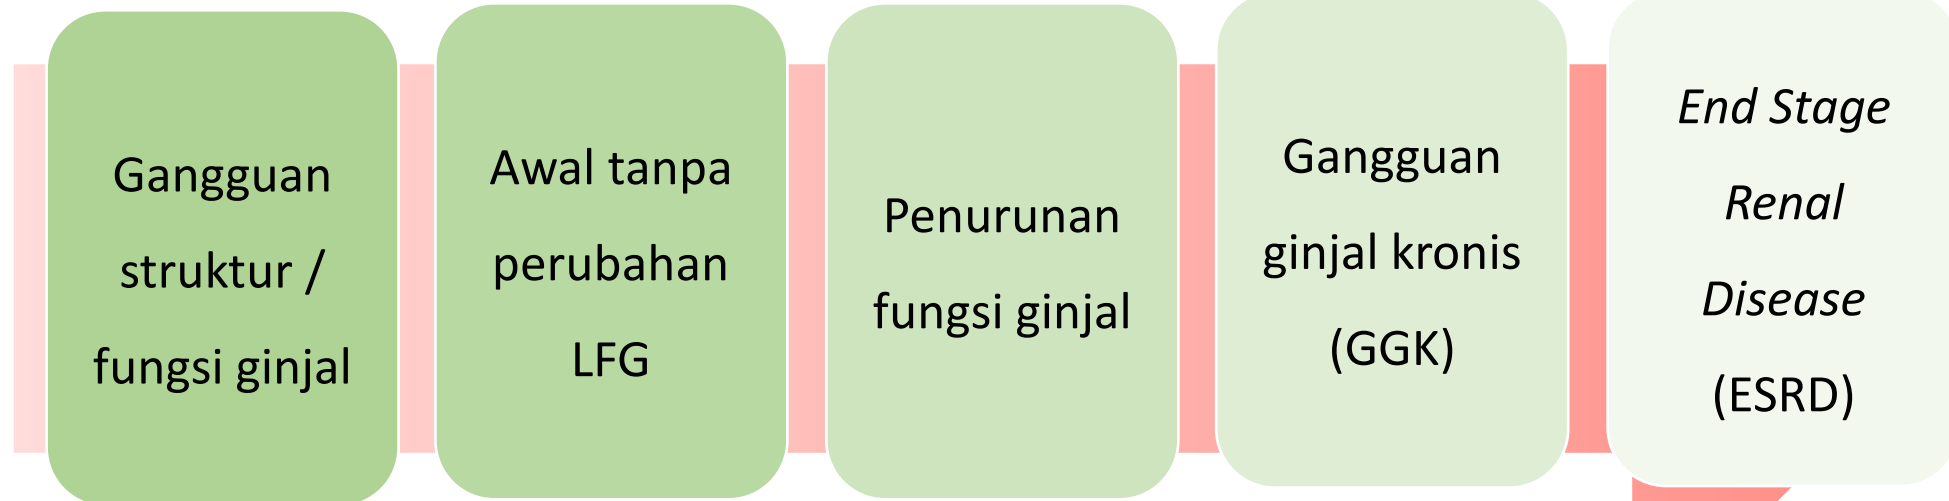 Gangguan
struktur /
fungsi ginjal
Awal tanpa
perubahan
LFG
Penurunan
fungsi ginjal
Gangguan
ginjal kronis
(GGK)
End Stage
Renal
Disease
(ESRD)